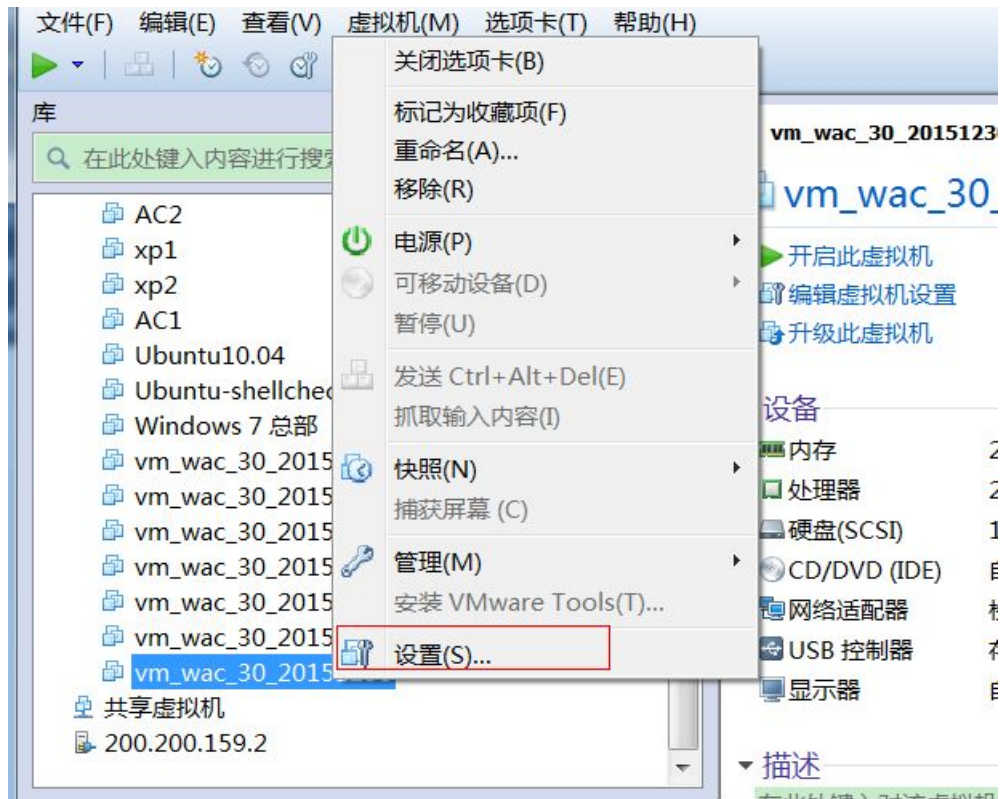 文件(F) 编辑(E) 查看(V) 虚拟机(M) 选项卡(T) 帮助(H)
库
在此处键入内容进行搜
AC2
xp1
xp2
AC1
Ubuntu10.04
Ubuntu-shellchec
Windows 7 总部
vm_wac_30_2015
vm_wac_30_2015
vm_wac_30_2015
vm_wac_30_2015
vm_wac_30_2015
vm_wac_30_2015
vm_wac_30_2015
共享虚拟机
200.200.159.2
关闭选项卡(B)
标记为收藏项(F)
重命名(A)...
移除(R)
电源(P)
可移动设备(D)
暂停(U)
发送 Ctrl+Alt+Del(E)
抓取输入内容(I)
快照(N)
捕获屏幕 (C)
管理(M)
安装 VMware Tools(T)...
设置(S)...
vm_wac_30_2015123
vm_wac_30_
开启此虚拟机
编辑虚拟机设置
升级此虚拟机
设备
内存 2
处理器 2
硬盘(SCSI) 1
CD/DVD (IDE) 自
网络适配器
USB 控制器 存
显示器 自
描述